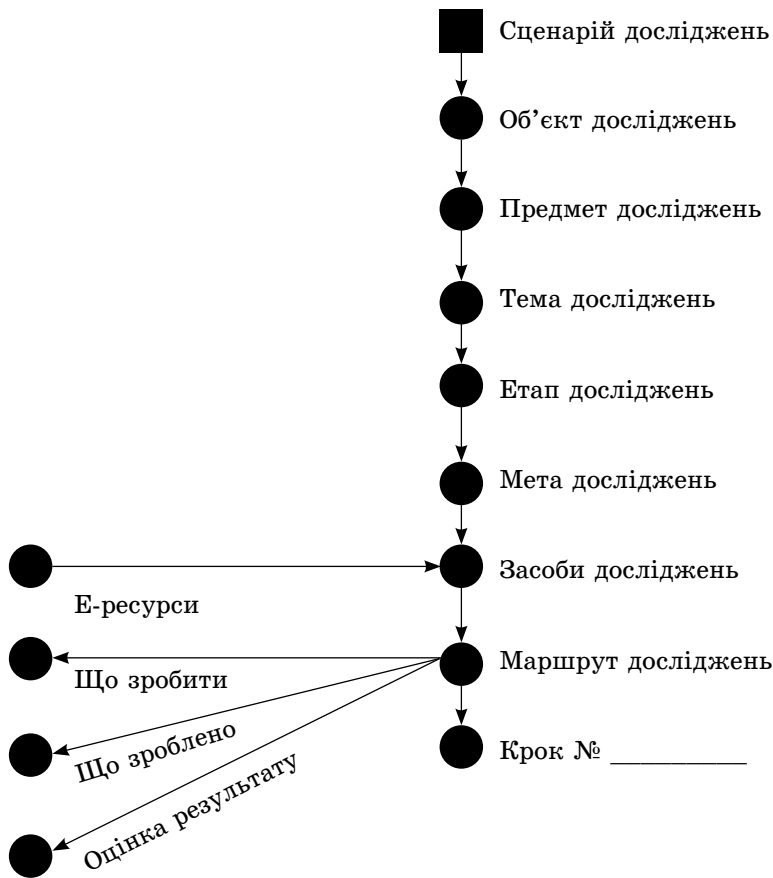 Сценарій досліджень
Об’єкт досліджень
Предмет досліджень
Тема досліджень
Етап досліджень
Мета досліджень
Засоби досліджень
Е-ресурси
Маршрут досліджень
Що зробити
Що зроблено
Крок № _________
Оцінка результату